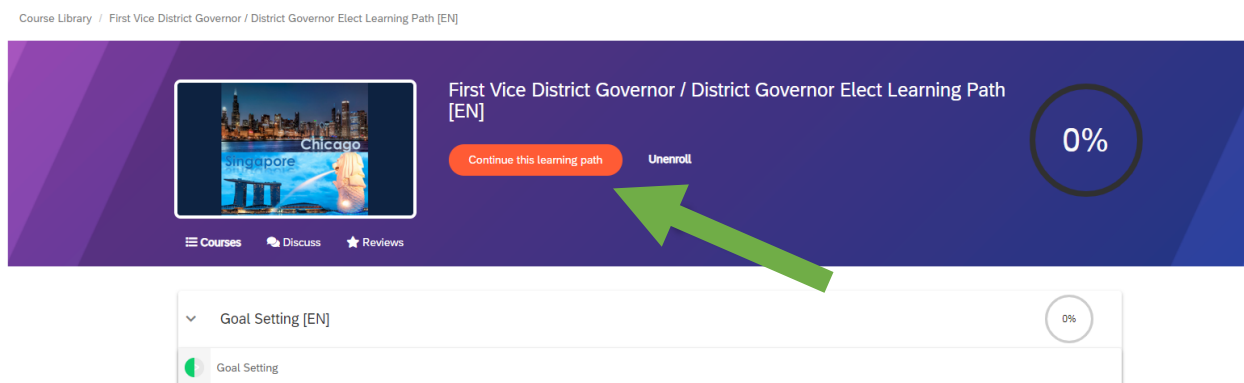 Course Library / First Vice District Governor / District Governor Elect Learning Path [EN]
First Vice District Governor / District Governor Elect Learning Path
[EN]
0%
Chicago
Singapore
Continue this learning path
Unenroll
Courses
Discuss
Reviews
Goal Setting [EN]
0%
Goal Setting